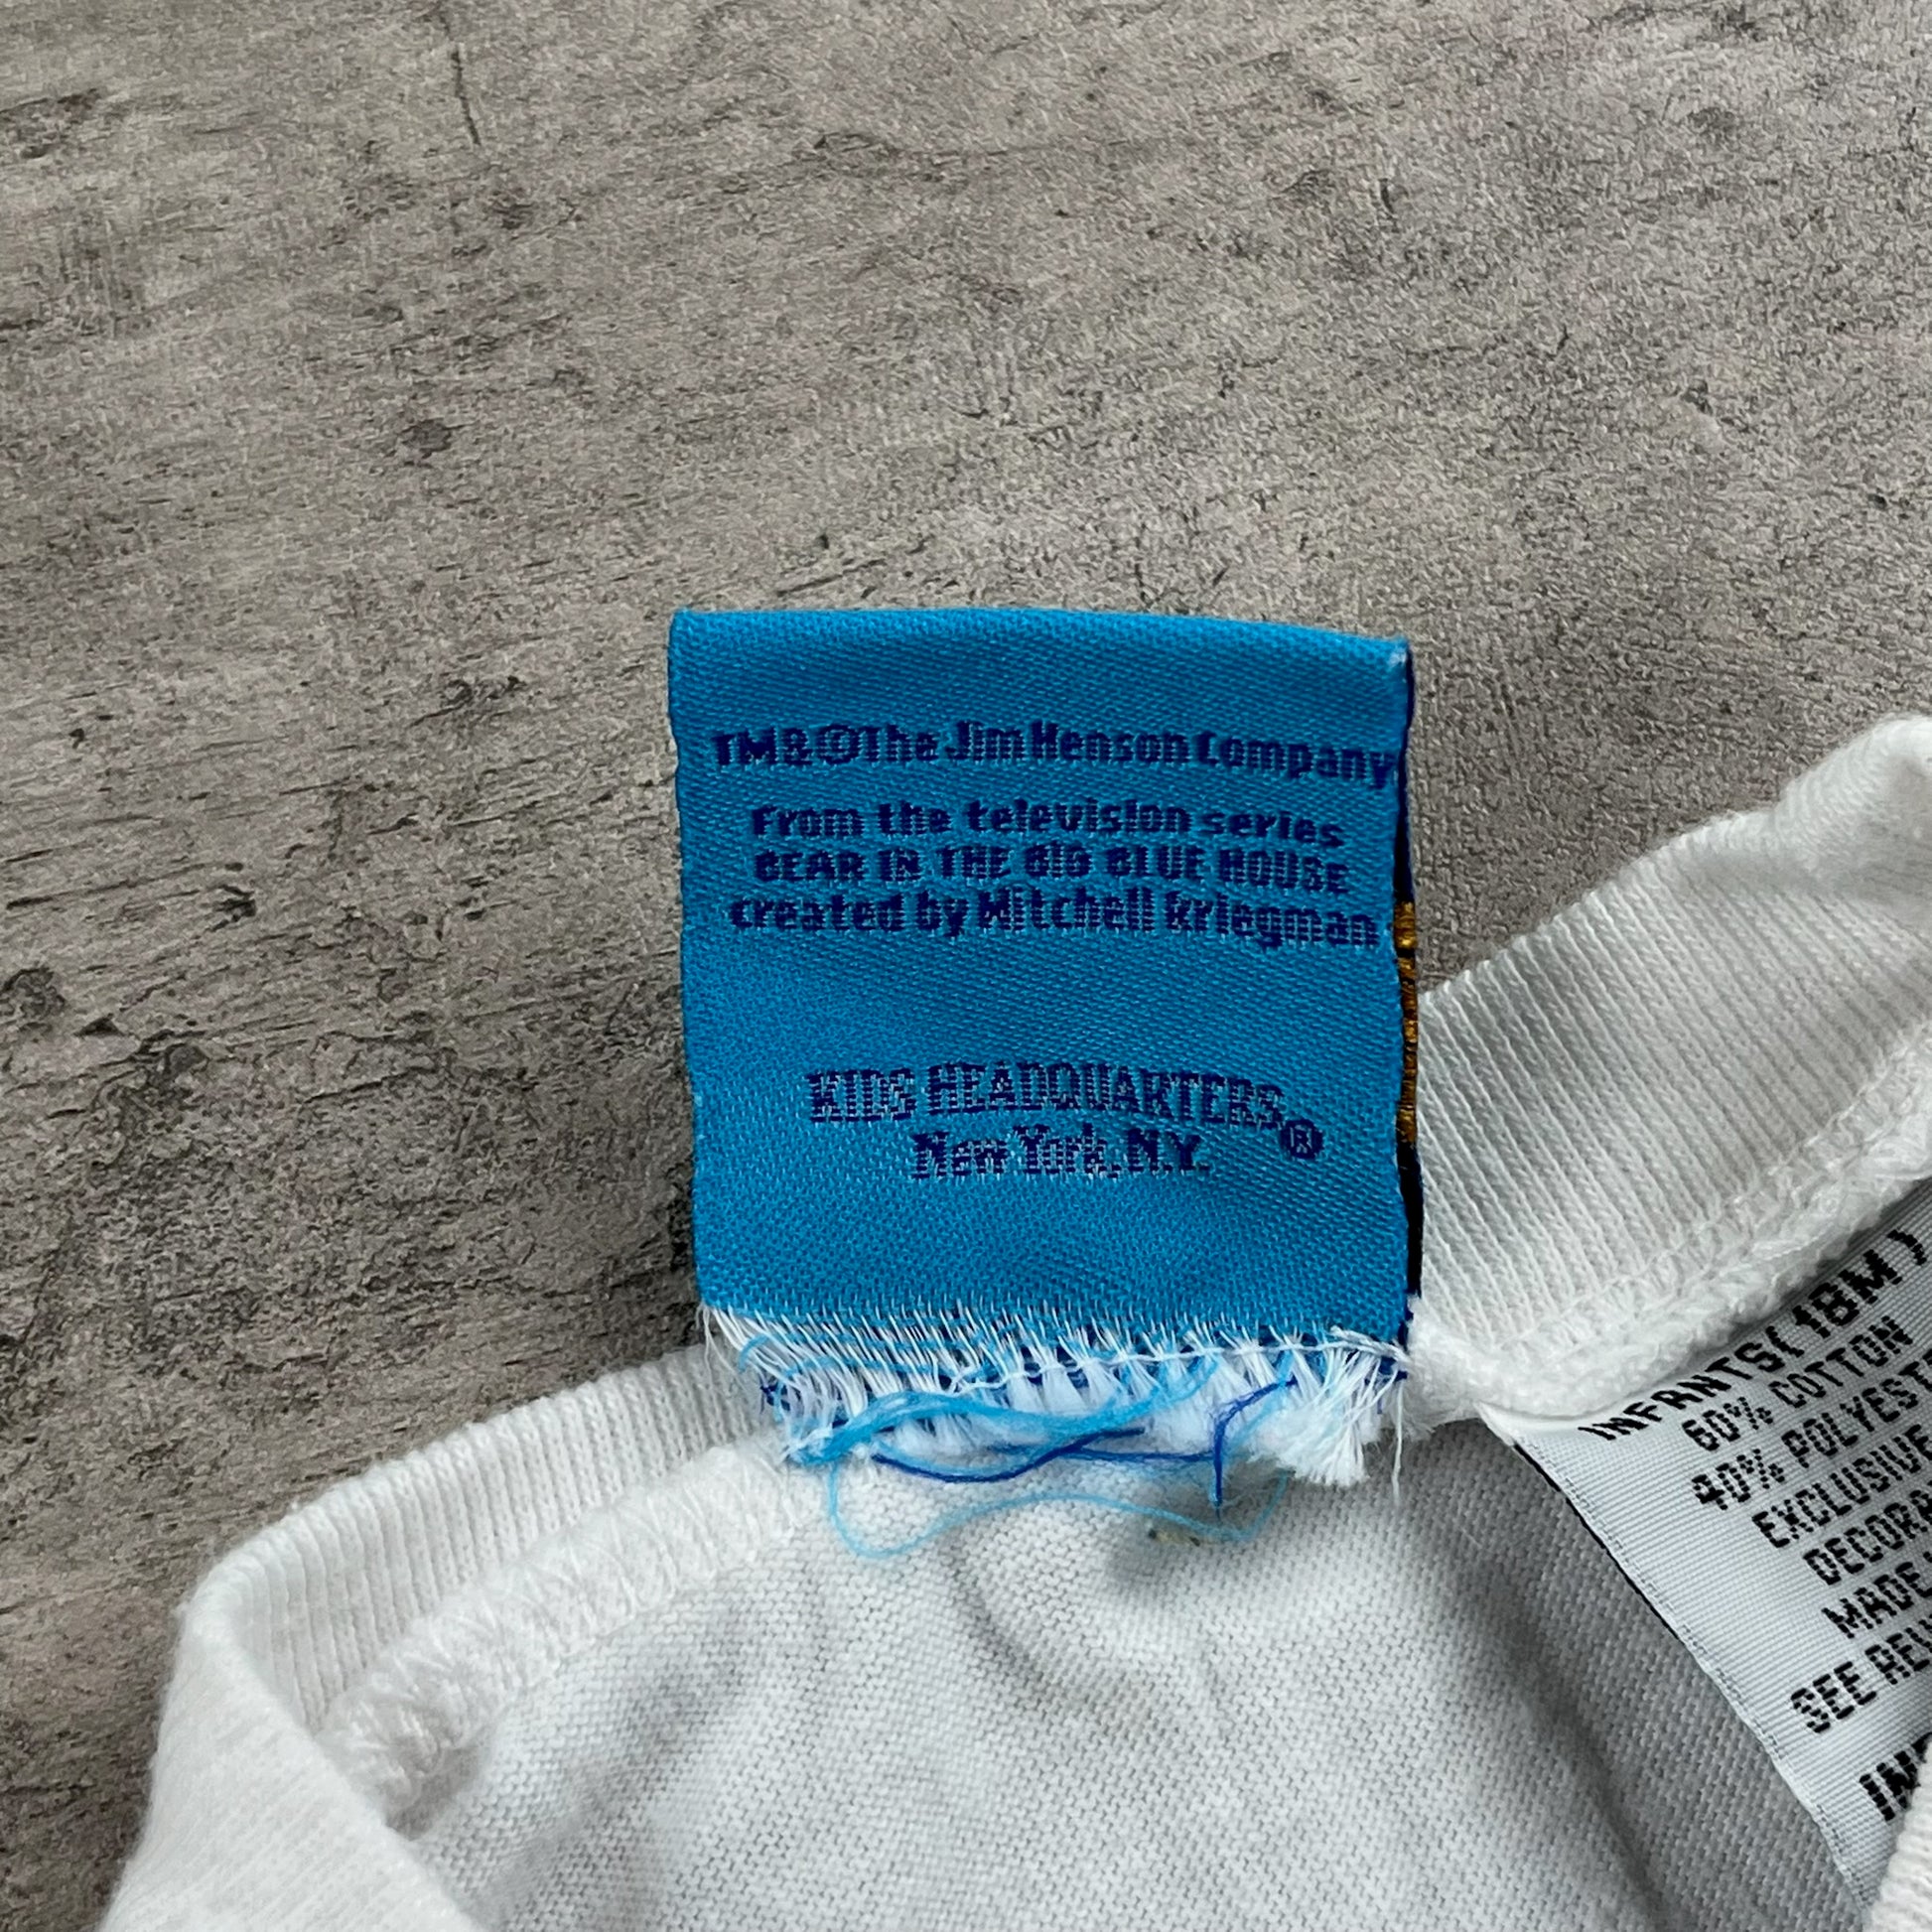 TM&©The Jim Henson Company
From the television series
BEAR IN THE BIG BLUE HOUSE
created by Mitchell Kriegman
KIDS HEADQUARTERS®
New York, N.Y.
INFANTS(18M)
60% COTTON
40% POLYEST
EXCLUSIVE
DECORA
MADE
SEE REV